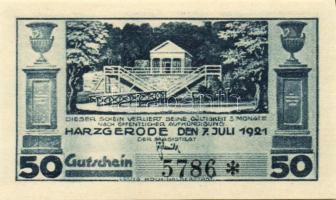 DIESER SCHEIN VERLIERT SEINE GÜLTIGKEIT 3 MONATE
NACH ÖFFENTLICHER AUFKÜNDIGUNG
HARZGERODE DEN 7. JULI 1921
DER MAGISTRAT
50 Gutschein 5786 * 50